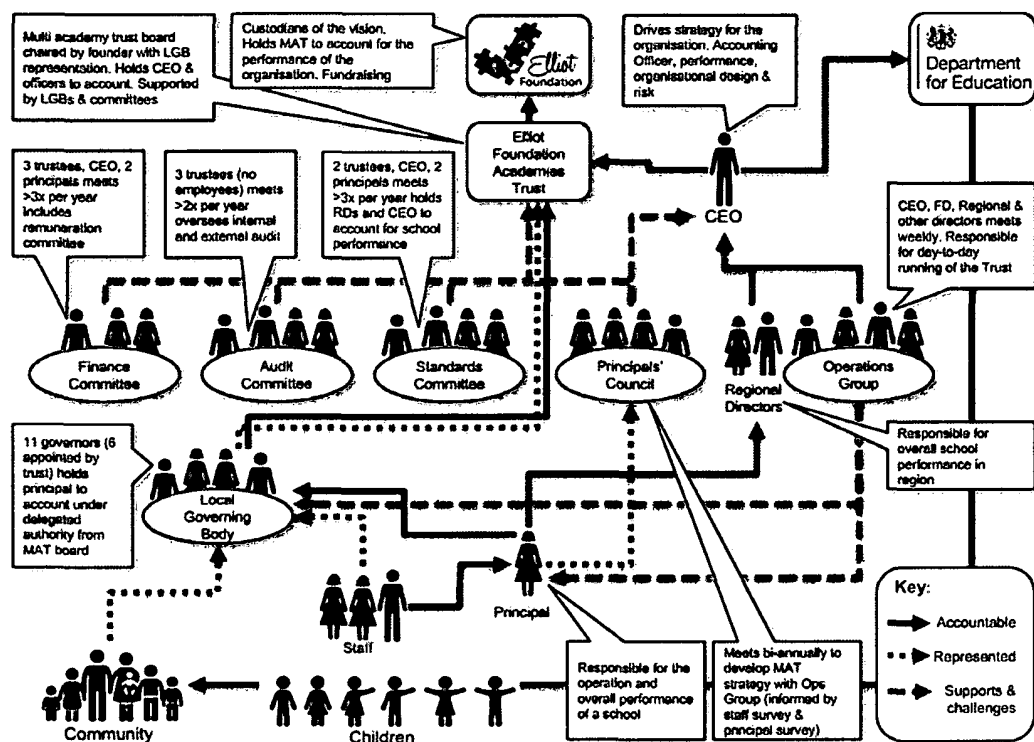 Multi academy trust board
chaired by founder with LGB
representation. Holds CEO &
officers to account. Supported
by LGBs & committees
Custodians of the vision.
Holds MAT to account for the
performance of the
organisation. Fundraising
Elliot
FOUNDATION
Drives strategy for the
organisation. Accounting
Officer, performance,
organisational design &
risk
Department
for Education
3 trustees, CEO, 2
principals meets
>3x per year
includes
remuneration
committee
3 trustees (no
employees) meets
>2x per year
oversees internal
and external audit
2 trustees, CEO, 2
principals meets
>3x per year holds
RDs and CEO to
account for school
performance
Elliot
Foundation
Academies
Trust
CEO
CEO, FD, Regional &
other directors meets
weekly. Responsible
for day-to-day
running of the Trust
Finance
Committee
Audit
Committee
Standards
Committee
Principals'
Council
Regional
Directors
Operations
Group
11 governors (6
appointed by
trust) holds
principal to
account under
delegated
authority from
MAT board
Local
Governing
Body
Responsible for
overall school
performance in
region
Staff
Principal
Key:
Accountable
Represented
Supports &
challenges
Responsible for the
operation and
overall performance
of a school
Meets bi-annually to
develop MAT
strategy with Ops
Group (informed by
staff survey &
principal survey)
Community
Children